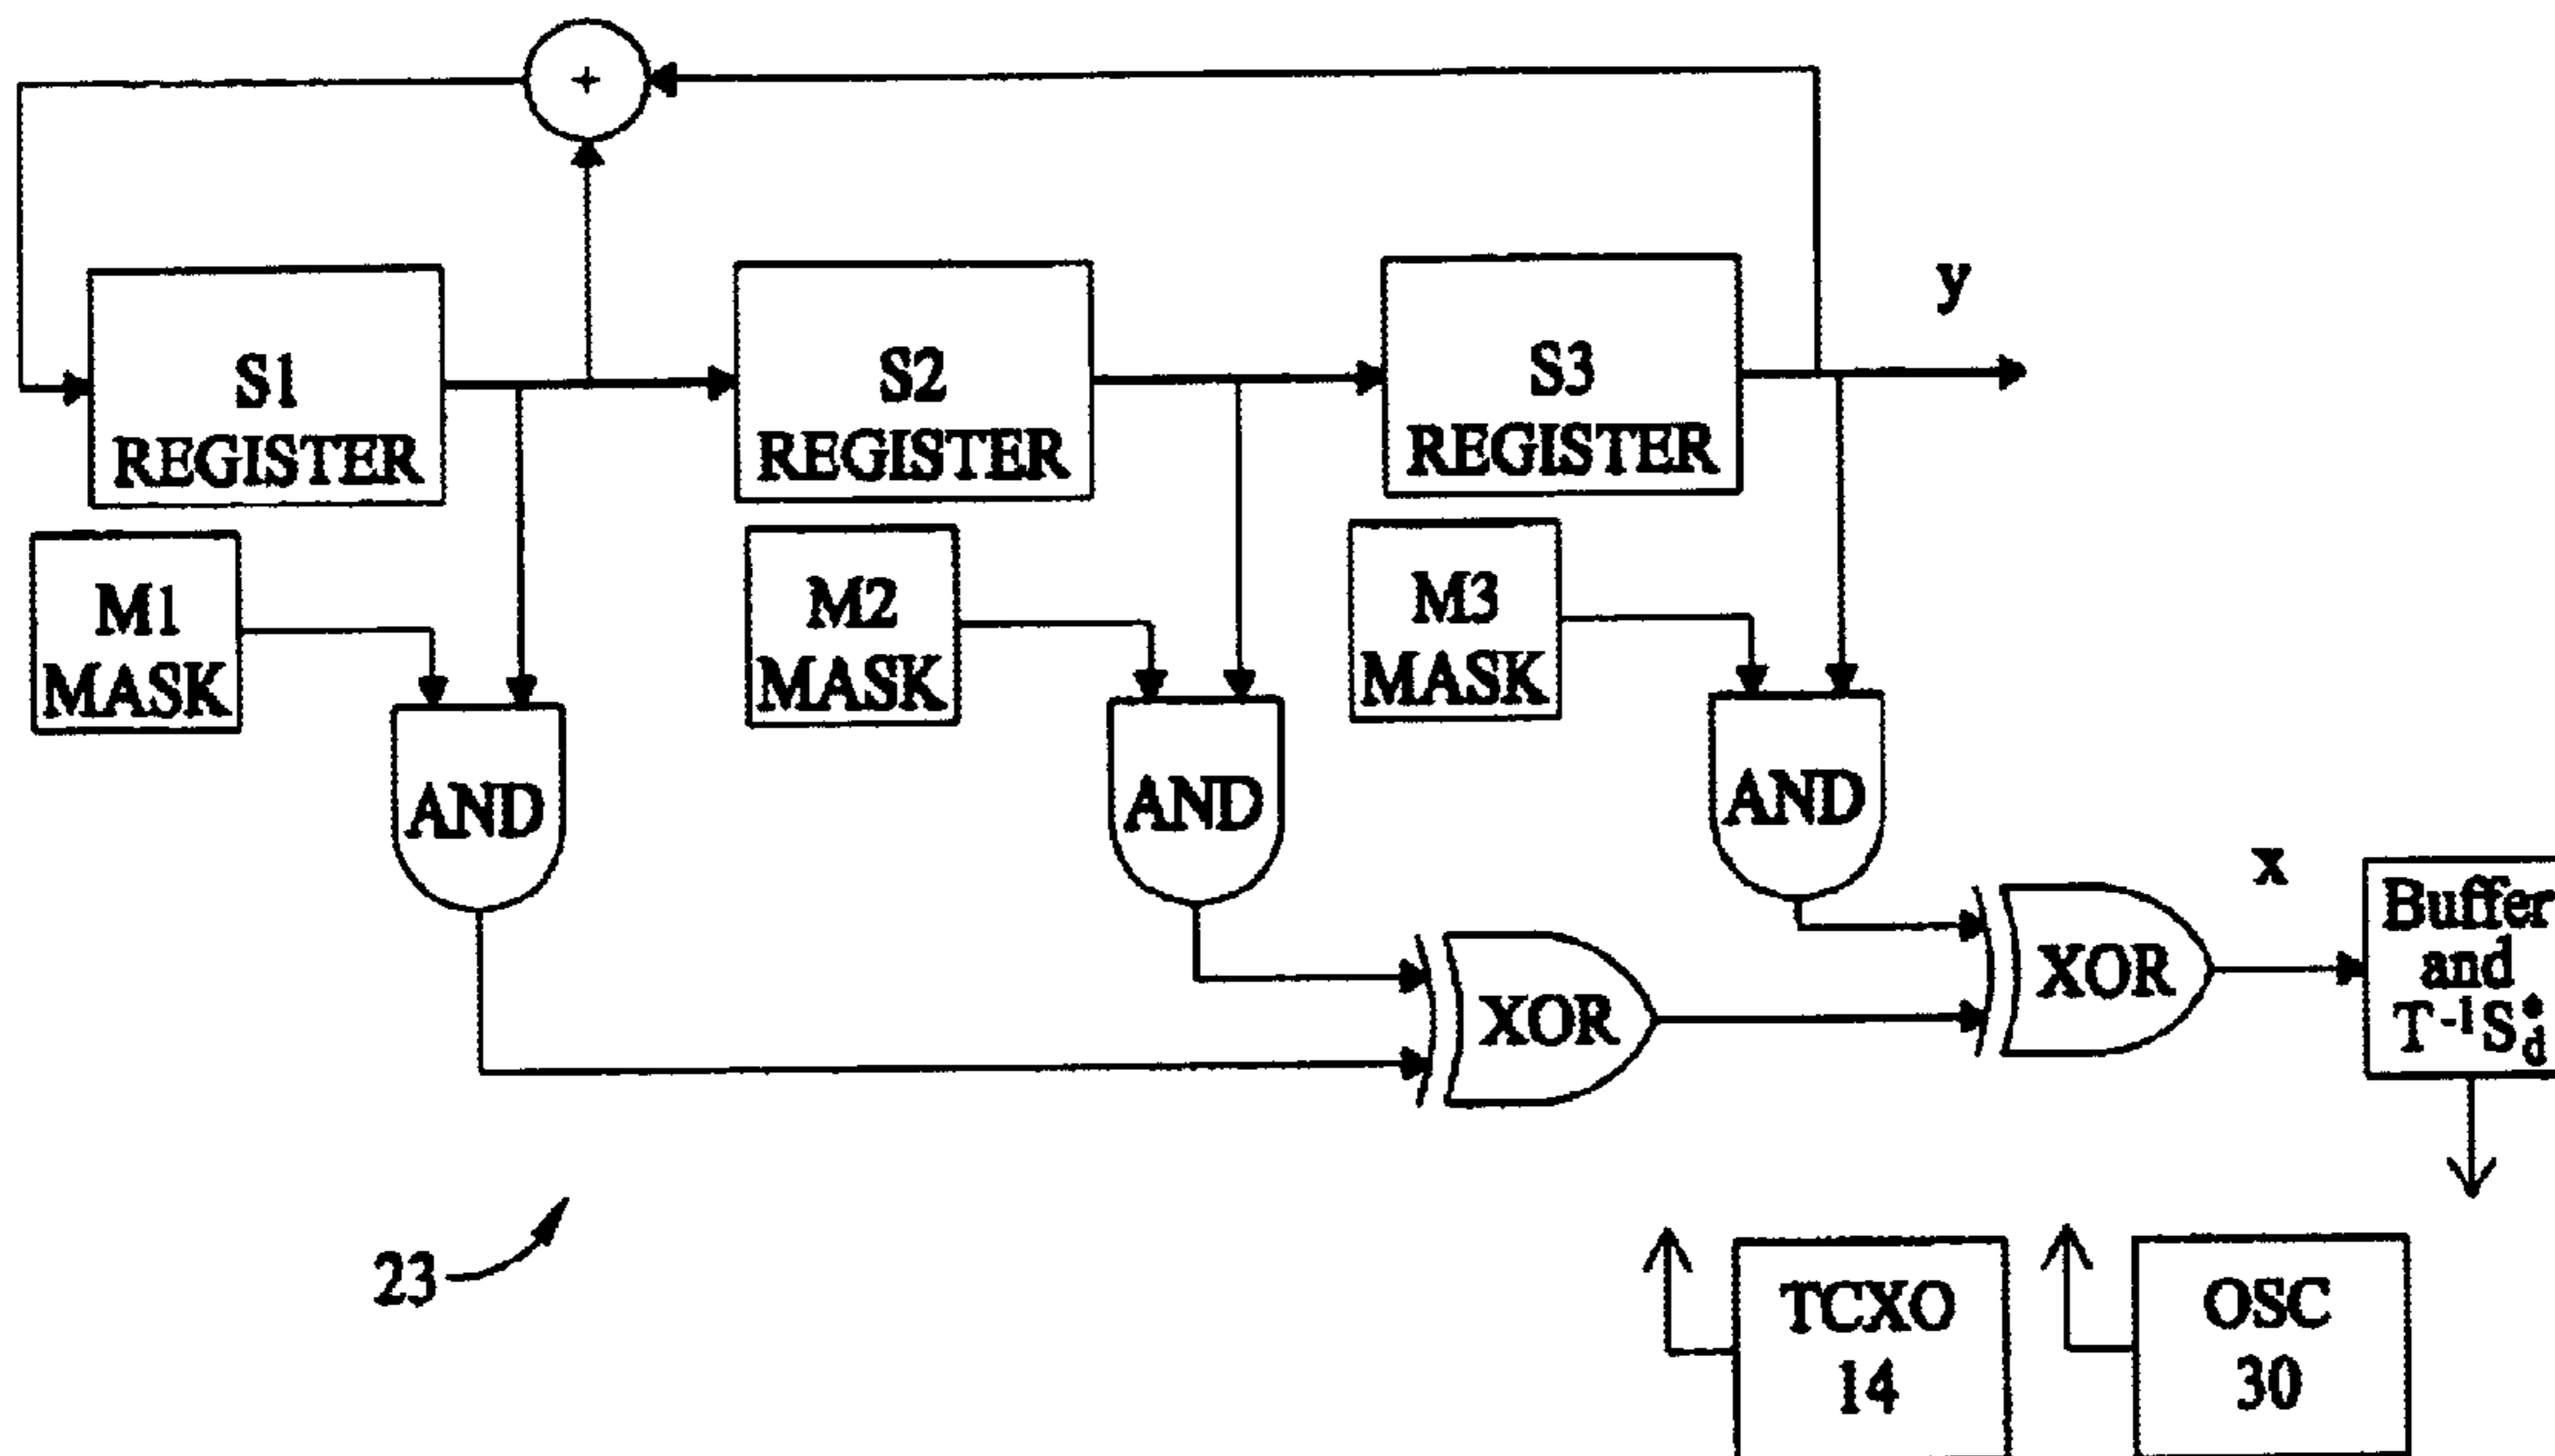 +
y
S1
REGISTER
S2
REGISTER
S3
REGISTER
M1
MASK
M2
MASK
M3
MASK
AND
AND
AND
x
XOR
XOR
Buffer
and
T⁻¹S*d
23
TCXO
14
OSC
30